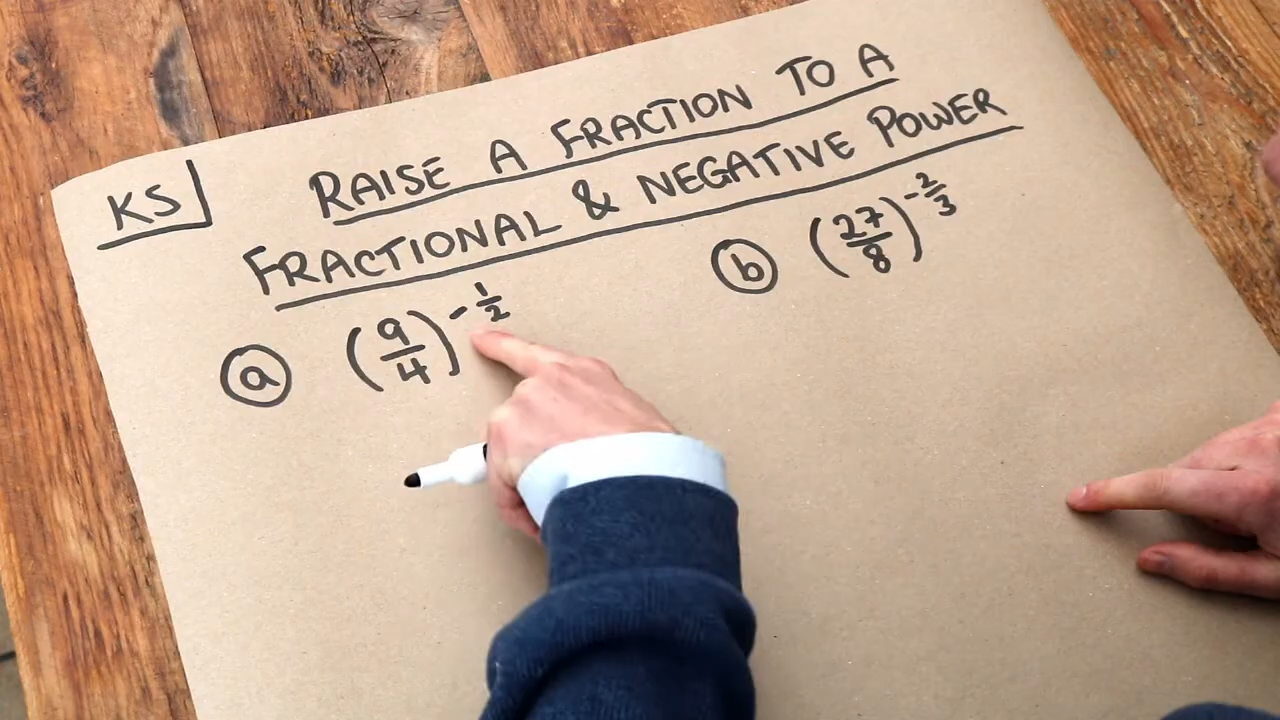 KS
RAISE A FRACTION TO A
FRACTIONAL & NEGATIVE POWER
ⓐ (9/4)^-1/2
ⓑ (27/8)^-2/3